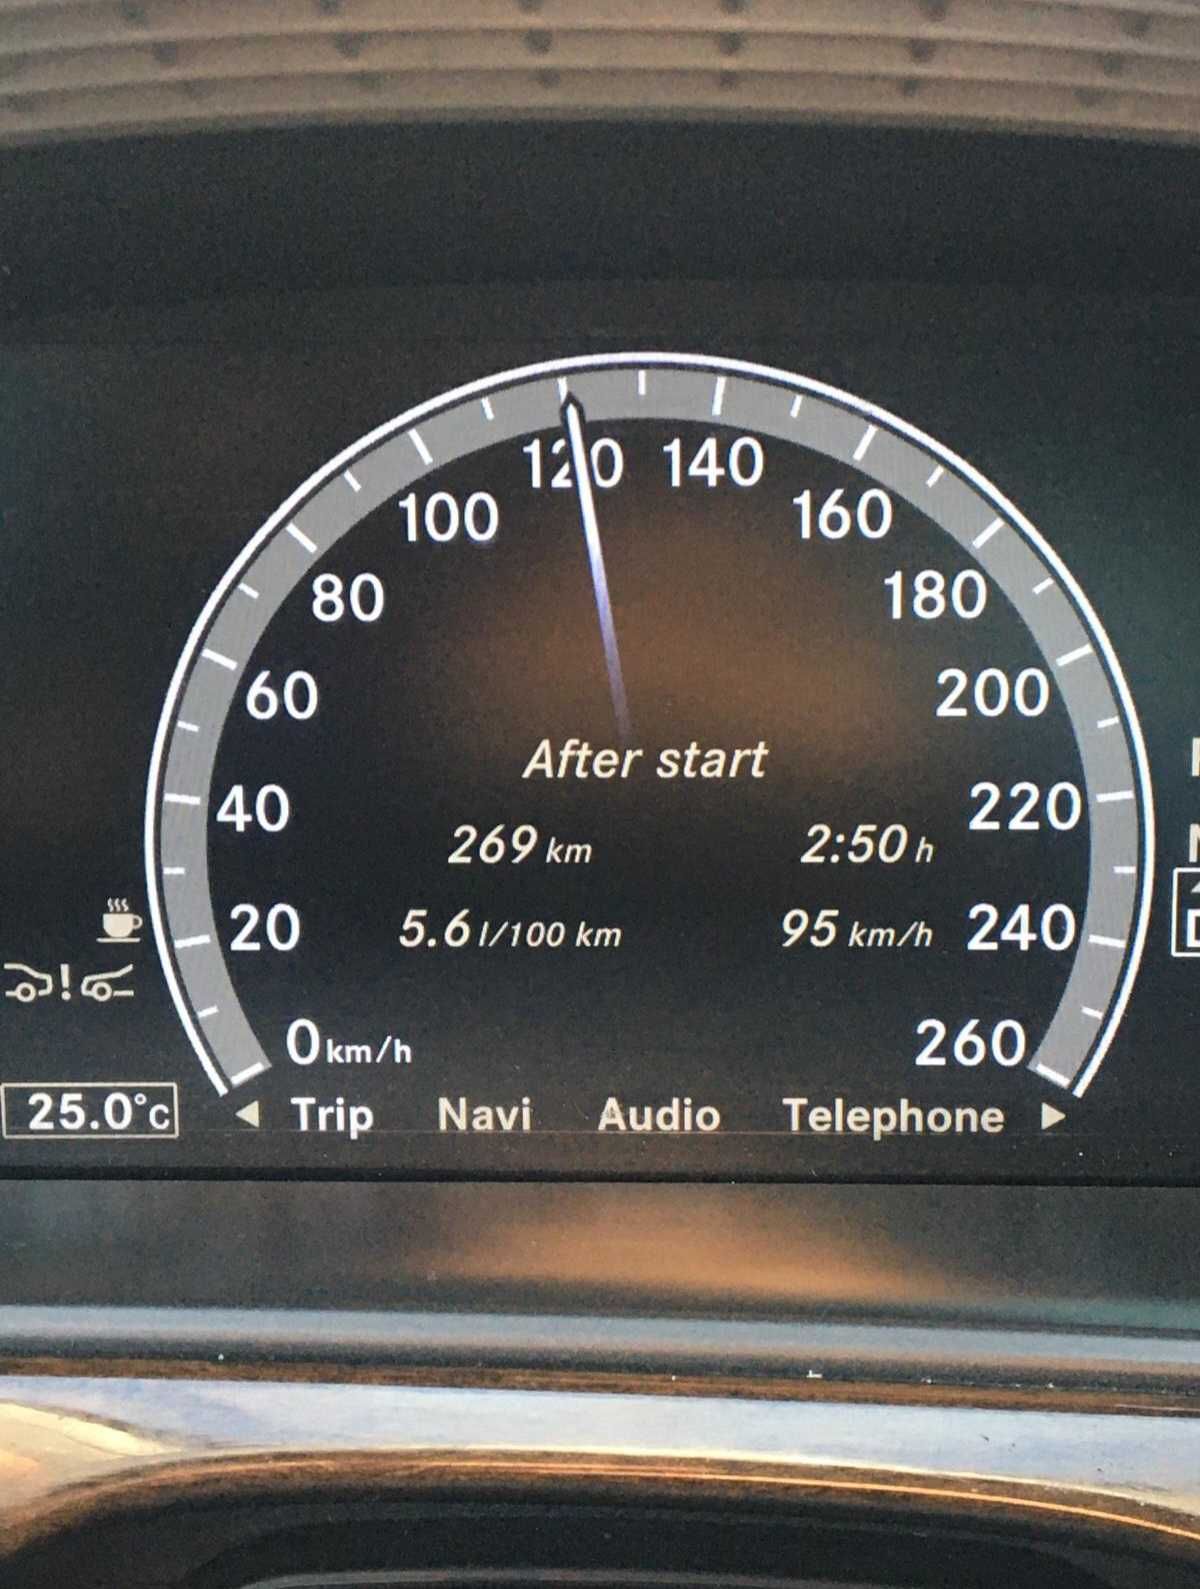 120 140
100 160
80 180
60 200
After start
40 220
269 km 2:50 h
20 240
5.6 l/100 km 95 km/h
0 km/h 260
25.0°C
Trip Navi Audio Telephone